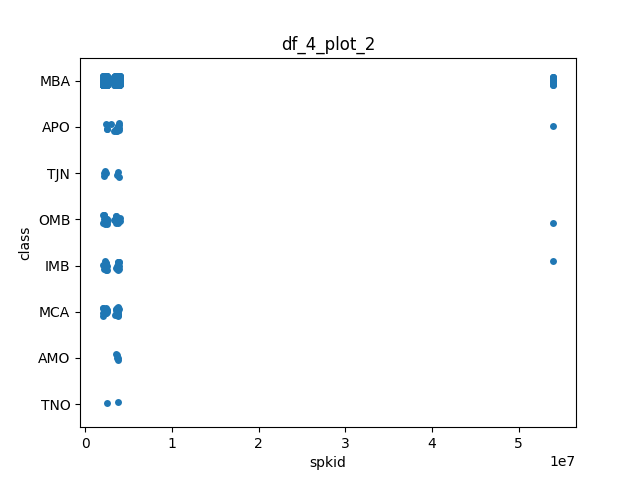 df_4_plot_2
MBA
APO
TJN
OMB
IMB
MCA
AMO
TNO
class
0 1 2 3 4 5
1e7
spkid